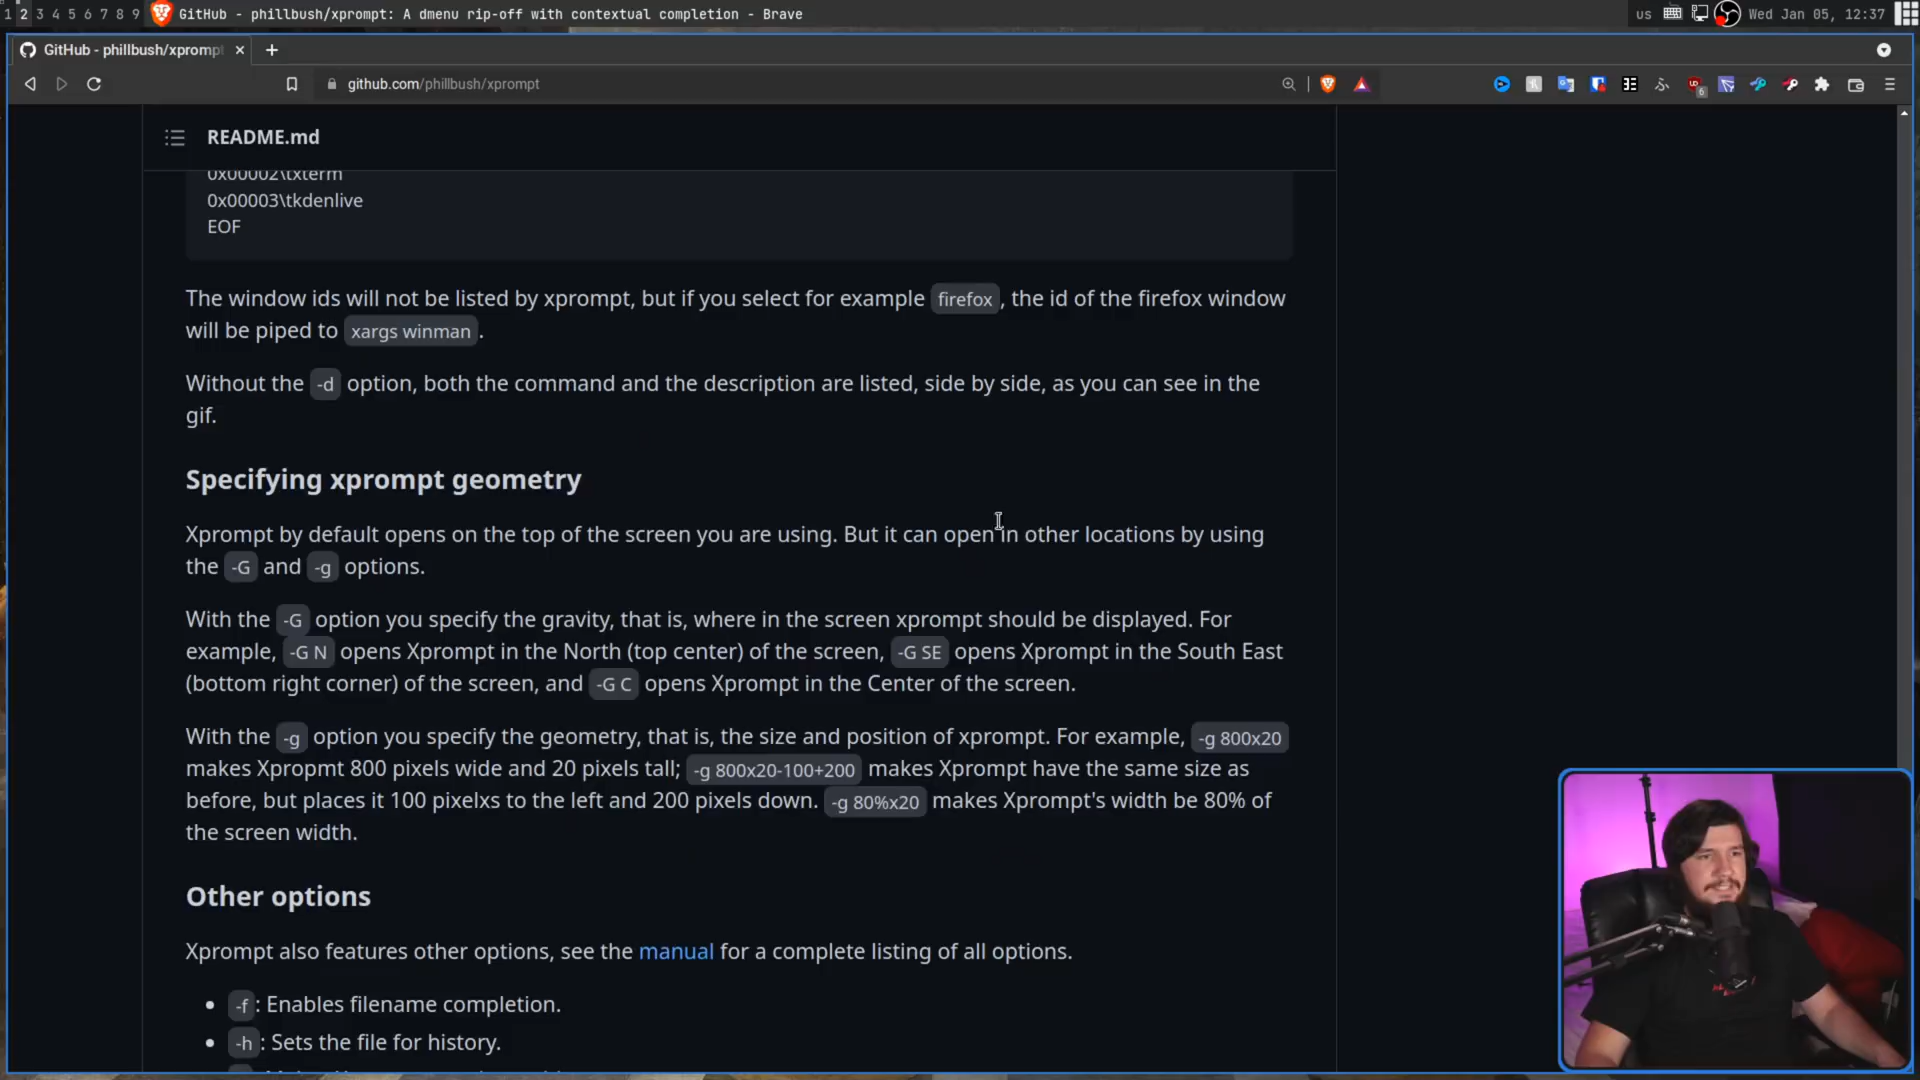 1 2 3 4 5 6 7 8 9 GitHub - phillbush/xprompt: A dmenu rip-off with contextual completion - Brave us Wed Jan 05, 12:37
GitHub - phillbush/xprompt
github.com/phillbush/xprompt
6
README.md
0x00002\txterm
0x00003\tkdenlive
EOF
The window ids will not be listed by xprompt, but if you select for example firefox, the id of the firefox window
will be piped to xargs winman.
Without the -d option, both the command and the description are listed, side by side, as you can see in the
gif.
Specifying xprompt geometry
Xprompt by default opens on the top of the screen you are using. But it can open in other locations by using
the -G and -g options.
With the -G option you specify the gravity, that is, where in the screen xprompt should be displayed. For
example, -G N opens Xprompt in the North (top center) of the screen, -G SE opens Xprompt in the South East
(bottom right corner) of the screen, and -G C opens Xprompt in the Center of the screen.
With the -g option you specify the geometry, that is, the size and position of xprompt. For example, -g 800x20
makes Xpropmt 800 pixels wide and 20 pixels tall; -g 800x20-100+200 makes Xprompt have the same size as
before, but places it 100 pixelxs to the left and 200 pixels down. -g 80%x20 makes Xprompt's width be 80% of
the screen width.
Other options
Xprompt also features other options, see the manual for a complete listing of all options.
-f: Enables filename completion.
-h: Sets the file for history.